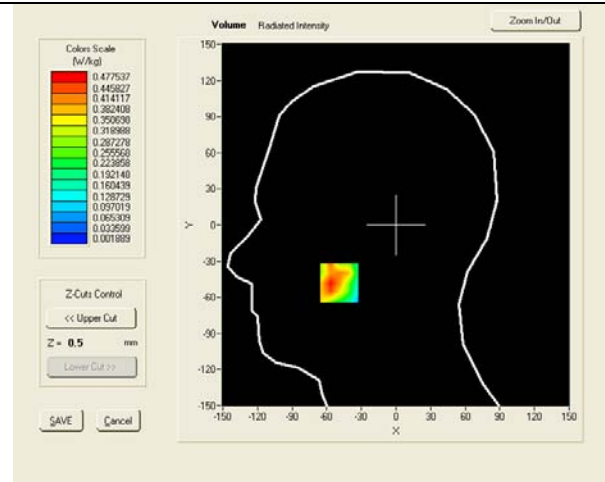 Volume Radiated Intensity
Zoom In/Out
Colors Scale
(W/kg)
0.477537
0.445827
0.414117
0.382408
0.350698
0.318988
0.287278
0.255568
0.223858
0.192148
0.160439
0.128729
0.097019
0.065309
0.033599
0.001889
Z-Cuts Control
<< Upper Cut
Z = 0.5 mm
Lower Cut >>
SAVE Cancel
150
120
90
60
30
0
-30
-60
-90
-120
-150
Y
-150 -120 -90 -60 -30 0 30 60 90 120 150
X